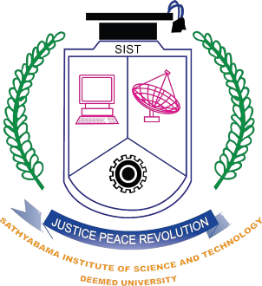 SIST
JUSTICE PEACE REVOLUTION
SATHYABAMA INSTITUTE OF SCIENCE AND TECHNOLOGY
DEEMED UNIVERSITY